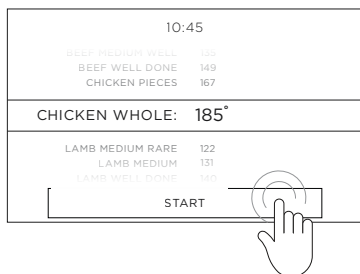 10:45
BEEF MEDIUM WELL 135
BEEF WELL DONE 149
CHICKEN PIECES 167
CHICKEN WHOLE: 185°
LAMB MEDIUM RARE 122
LAMB MEDIUM 131
LAMB WELL DONE 140
START